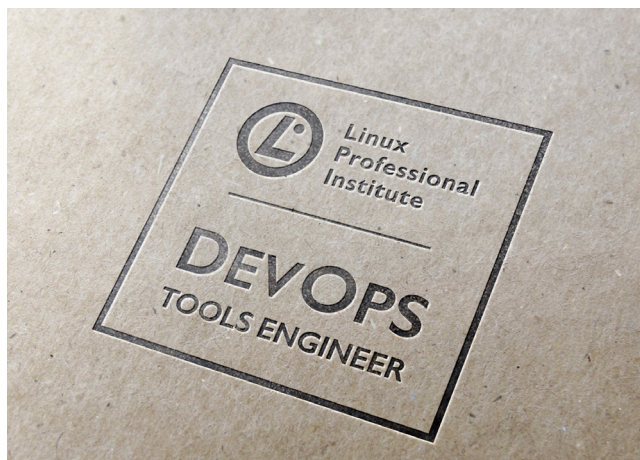 Linux
Professional
Institute
DEVOPS
TOOLS ENGINEER